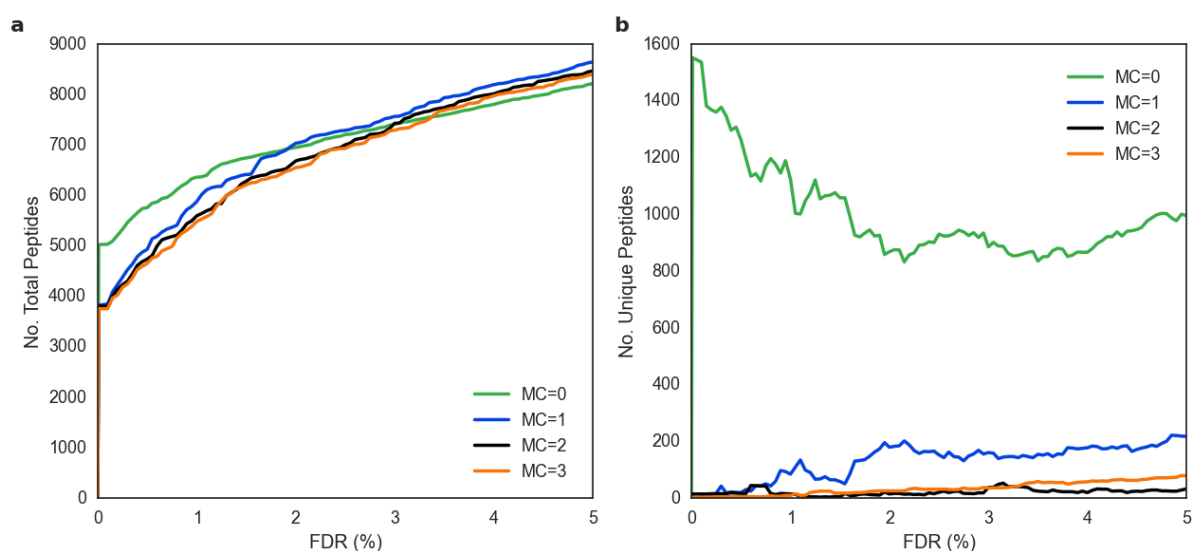 a
9000
8000
7000
6000
5000
4000
3000
2000
1000
0
No. Total Peptides
MC=0
MC=1
MC=2
MC=3
0 1 2 3 4 5
FDR (%)
b
1600
1400
1200
1000
800
600
400
200
0
No. Unique Peptides
MC=0
MC=1
MC=2
MC=3
0 1 2 3 4 5
FDR (%)